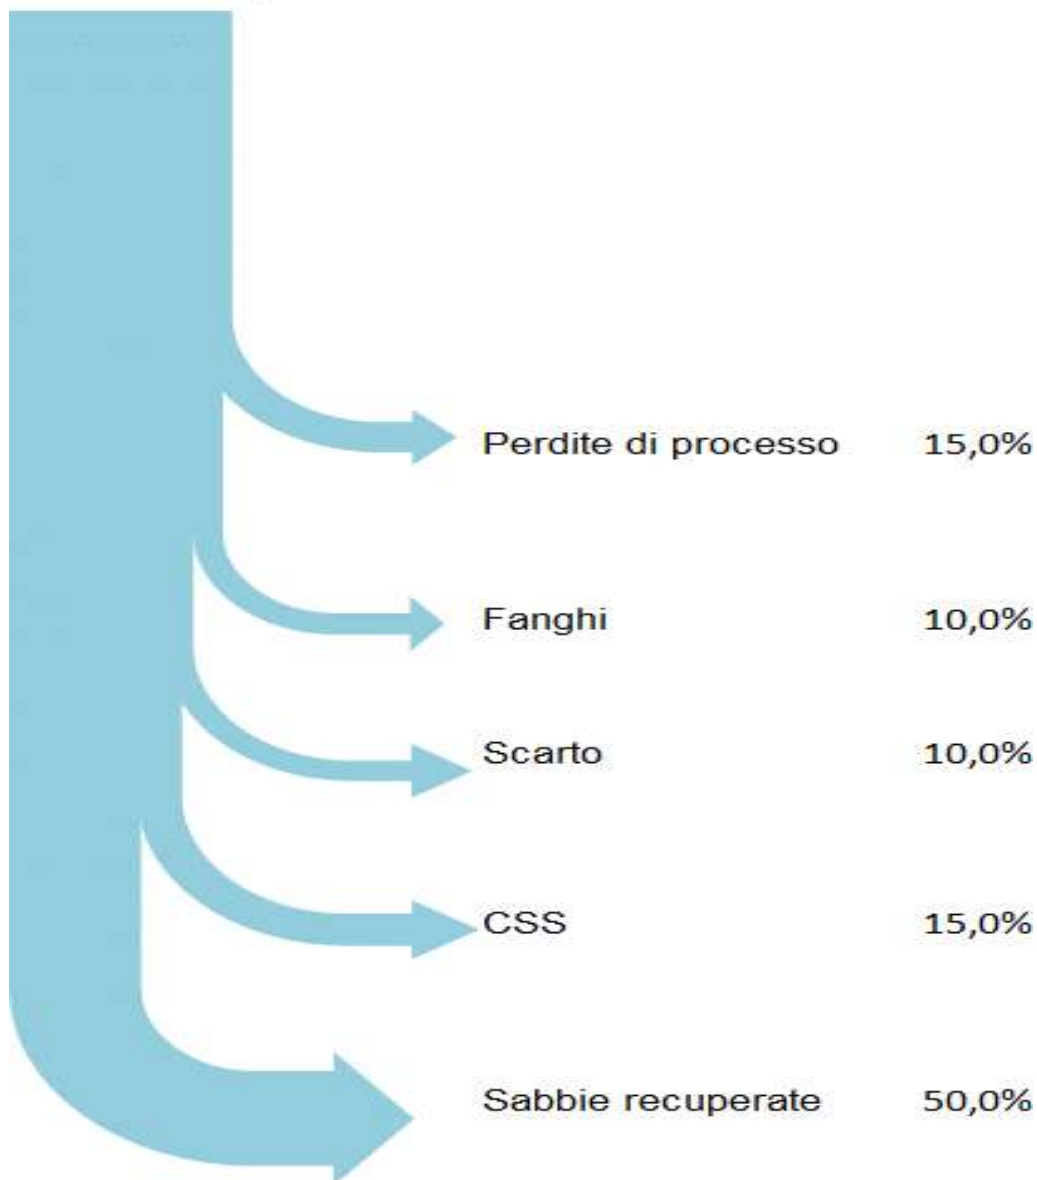 Perdite di processo 15,0%
Fanghi 10,0%
Scarto 10,0%
CSS 15,0%
Sabbie recuperate 50,0%